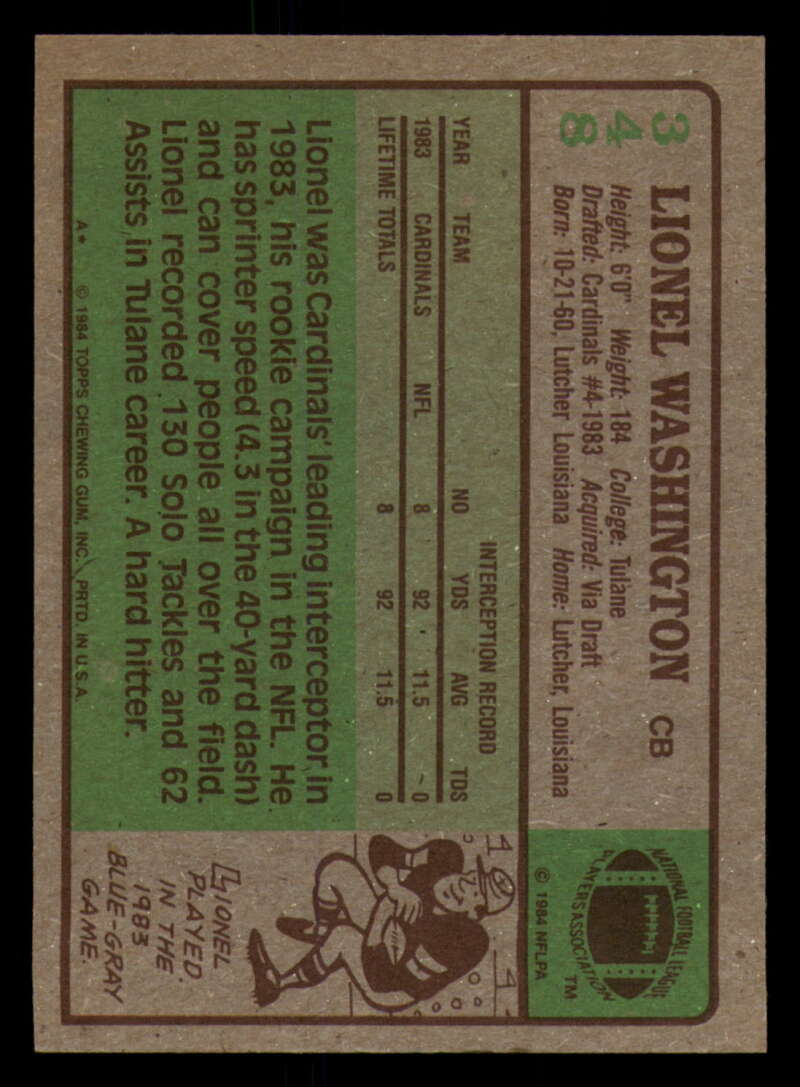 348
LIONEL WASHINGTON CB
Height: 6'0" Weight: 184 College: Tulane
Drafted: Cardinals #4-1983 Acquired: Via Draft
Born: 10-21-60, Lutcher Louisiana Home: Lutcher, Louisiana
NATIONAL FOOTBALL LEAGUE
PLAYERS ASSOCIATION
TM
© 1984 NFLPA
INTERCEPTION RECORD
YEAR TEAM NO YDS AVG TDS
1983 CARDINALS NFL 8 92 11.5 0
LIFETIME TOTALS 8 92 11.5 0
Lionel was Cardinals' leading interceptor in
1983, his rookie campaign in the NFL. He
has sprinter speed (4.3 in the 40-yard dash)
and can cover people all over the field.
Lionel recorded 130 Solo Tackles and 62
Assists in Tulane career. A hard hitter.
A* © 1984 TOPPS CHEWING GUM, INC. PRTD. IN U.S.A.
LIONEL
PLAYED
IN THE
1983
BLUE-GRAY
GAME.